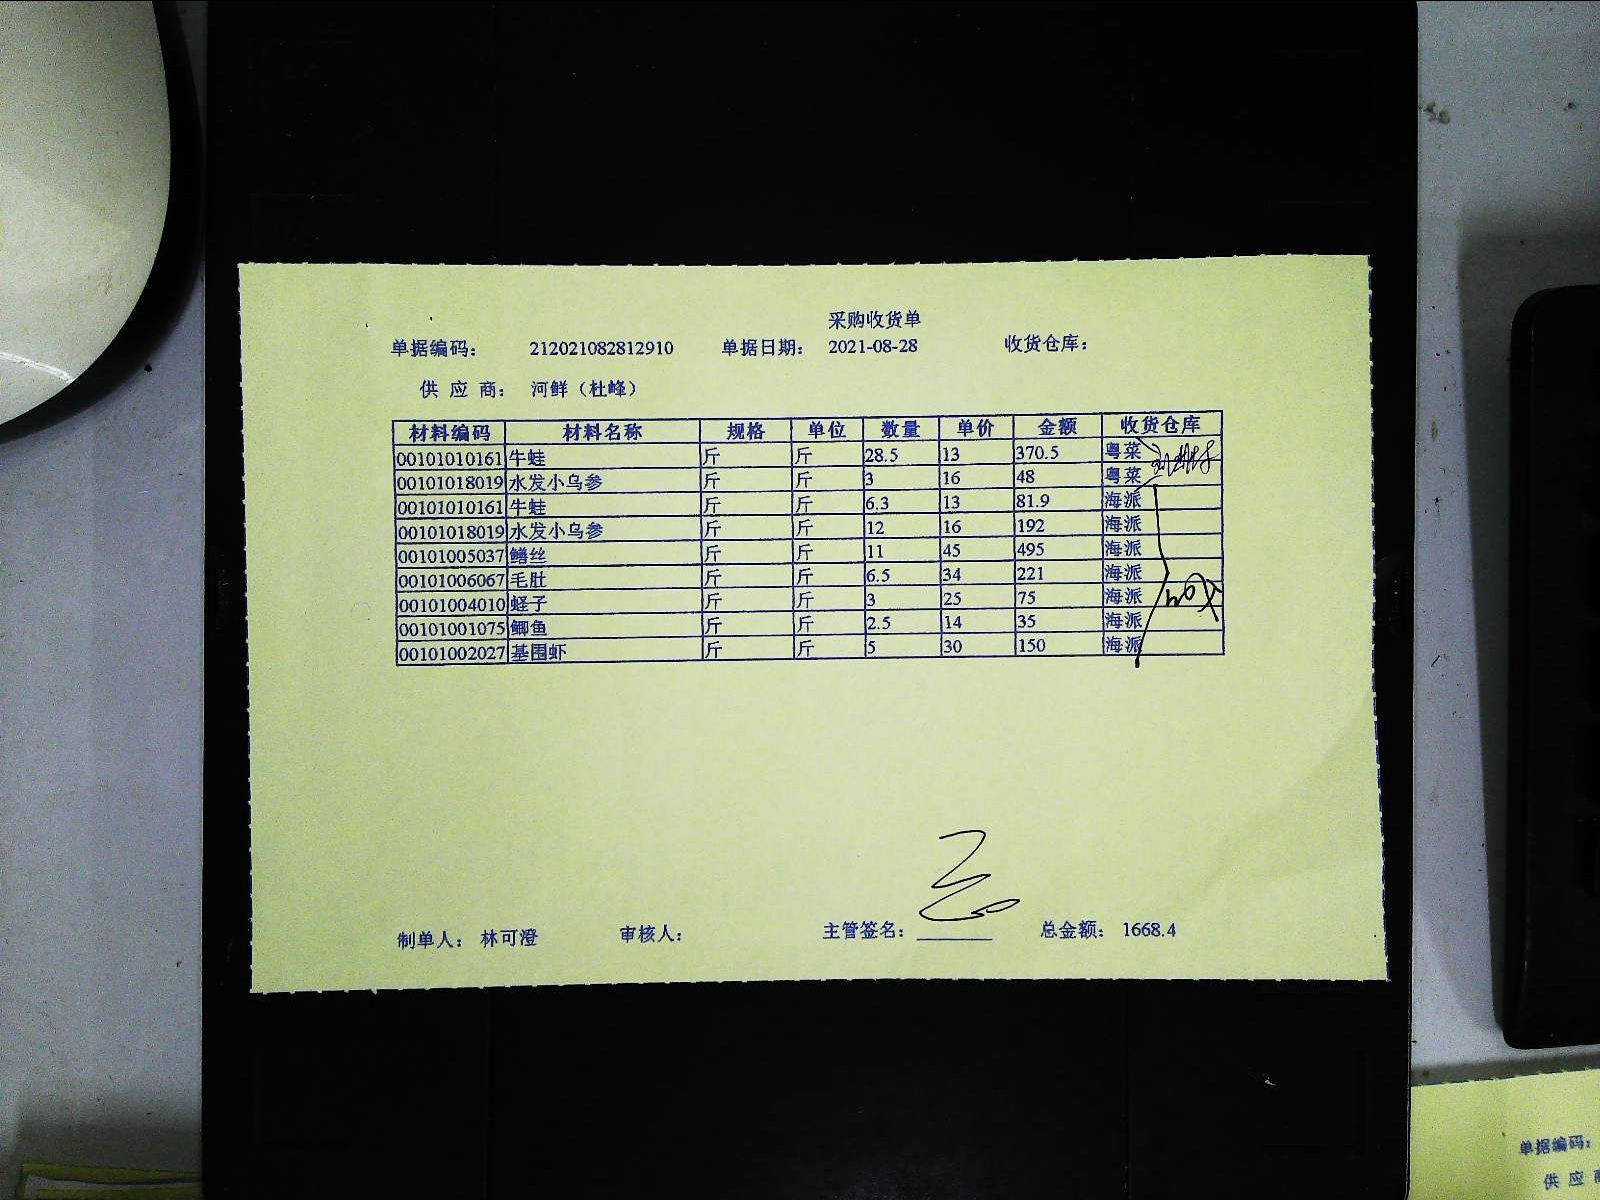 采购收货单
单据编码： 212021082812910 单据日期： 2021-08-28 收货仓库：
供 应 商： 河鲜（杜峰）
材料编码 材料名称 规格 单位 数量 单价 金额 收货仓库
00101010161 牛蛙 斤 斤 28.5 13 370.5 粤菜
00101018019 水发小乌参 斤 斤 3 16 48 粤菜
00101010161 牛蛙 斤 斤 6.3 13 81.9 海派
00101018019 水发小乌参 斤 斤 12 16 192 海派
00101005037 鳝丝 斤 斤 11 45 495 海派
00101006067 毛肚 斤 斤 6.5 34 221 海派
00101004010 蛏子 斤 斤 3 25 75 海派
00101001075 鲫鱼 斤 斤 2.5 14 35 海派
00101002027 基围虾 斤 斤 5 30 150 海派
制单人： 林可澄 审核人： 主管签名： 总金额： 1668.4
单据编码：
供 应